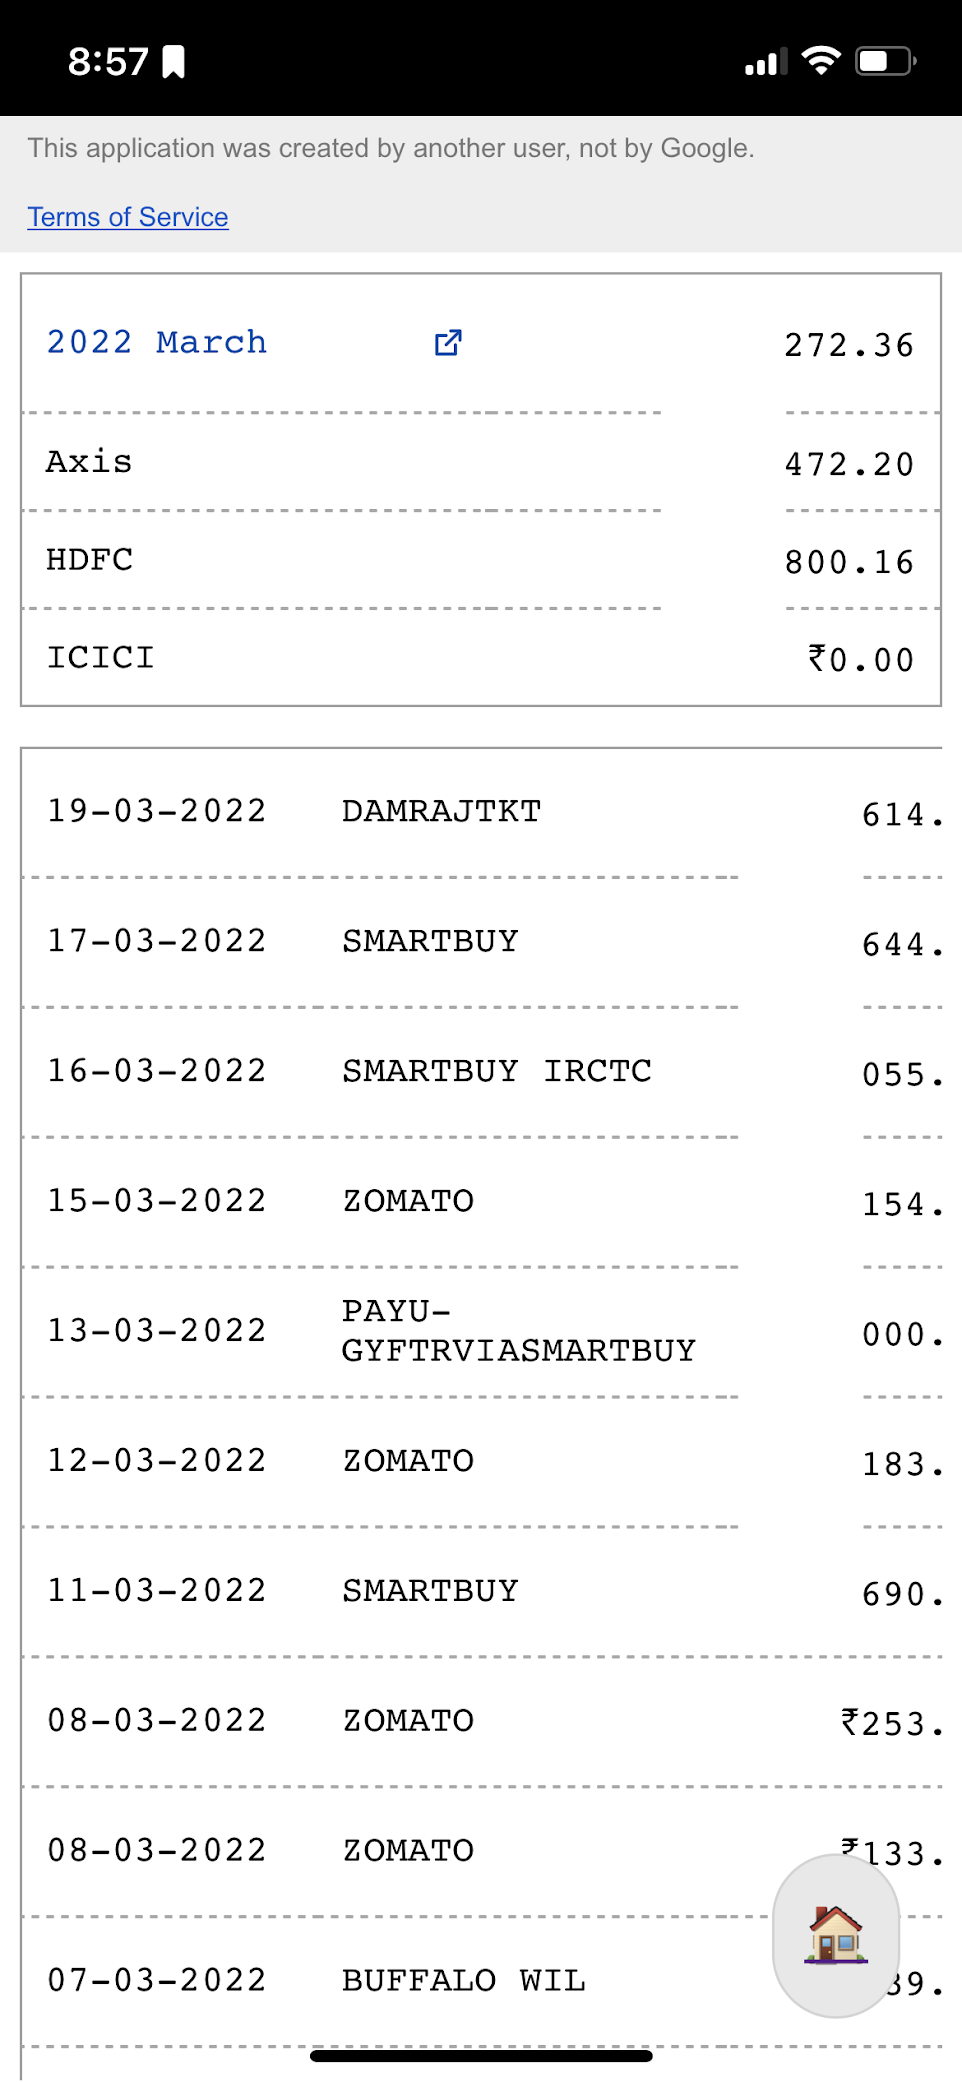 8:57
This application was created by another user, not by Google.
Terms of Service
2022 March 272.36
Axis 472.20
HDFC 800.16
ICICI ₹0.00
19-03-2022 DAMRAJTKT 614.
17-03-2022 SMARTBUY 644.
16-03-2022 SMARTBUY IRCTC 055.
15-03-2022 ZOMATO 154.
PAYU-
13-03-2022 GYFTRVIASMARTBUY 000.
12-03-2022 ZOMATO 183.
11-03-2022 SMARTBUY 690.
08-03-2022 ZOMATO ₹253.
08-03-2022 ZOMATO ₹133.
07-03-2022 BUFFALO WIL